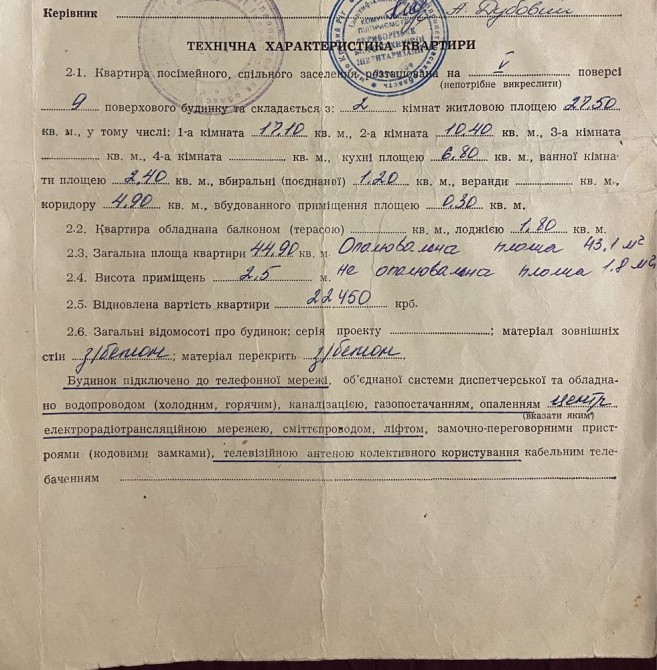 Керівник А. Дубовик
ТЕХНІЧНА ХАРАКТЕРИСТИКА КВАРТИРИ
2-1. Квартира посімейного, спільного заселення розташована на V поверсі
(непотрібне викреслити)
9 поверхового будинку та складається з: 2 кімнат житловою площею 27,50
кв. м., у тому числі: 1-а кімната 17,10 кв. м., 2-а кімната 10,40 кв. м., 3-а кімната
кв. м., 4-а кімната кв. м., кухні площею 6,80 кв. м., ванної кімна-
ти площею 2,40 кв. м., вбиральні (поєднаної) 1,20 кв. м., веранди кв. м.,
коридору 4,90 кв. м., вбудованого приміщення площею 0,30 кв. м.
2.2. Квартира обладнана балконом (терасою) кв. м., лоджією 1,80 кв. м.
2.3. Загальна площа квартири 44,90 кв. м. Опалювальна площа 43,1 м²
2.4. Висота приміщень 2,5 м. не опалювальна площа 1.8 м²
2.5. Відновлена вартість квартири 22450 крб.
2.6. Загальні відомості про будинок: серія проекту ; матеріал зовнішніх
стін з/бетон; матеріал перекрить з/бетон.
Будинок підключено до телефонної мережі, об'єднаної системи диспетчерської та обладна-
но водопроводом (холодним, горячим), каналізацією, газопостачанням, опаленням центр
(вказати яким)
електрорадіотрансляційною мережею, сміттєпроводом, ліфтом, замочно-переговорними прист-
роями (кодовими замками), телевізійною антеною колективного користування кабельним теле-
баченням